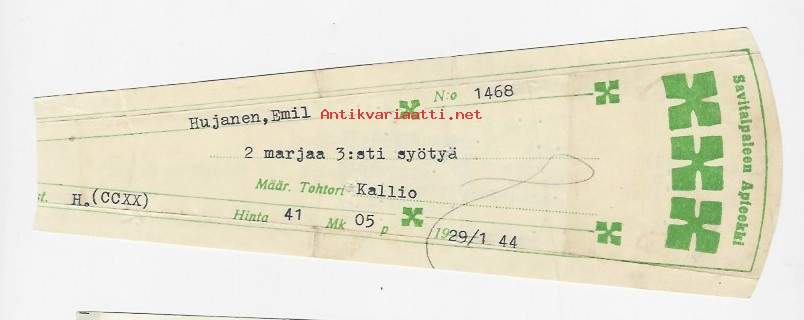 Savitaipaleen Apteekki
N:o 1468
Hujanen,Emil
Antikvariaatti.net
2 marjaa 3:sti syötyä
Määr. Tohtori Kallio
st. H.(CCXX)
Hinta 41 Mk 05 p 1929/1 44